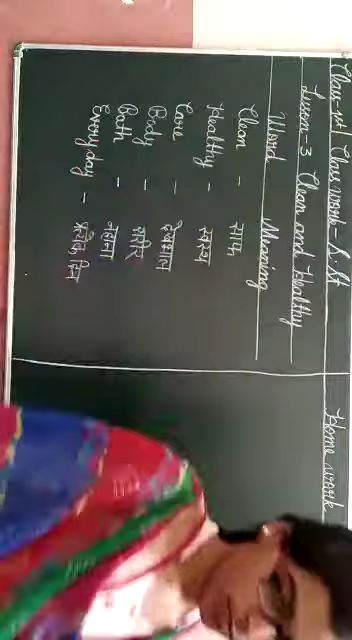 Class-1st Class work - S.St
Home work
Lesson-3 Clean and Healthy
Word Meaning
Clean - साफ
Healthy - स्वस्थ
Care - देखभाल
Body - शरीर
Bath - नहाना
Every day - प्रत्येक दिन